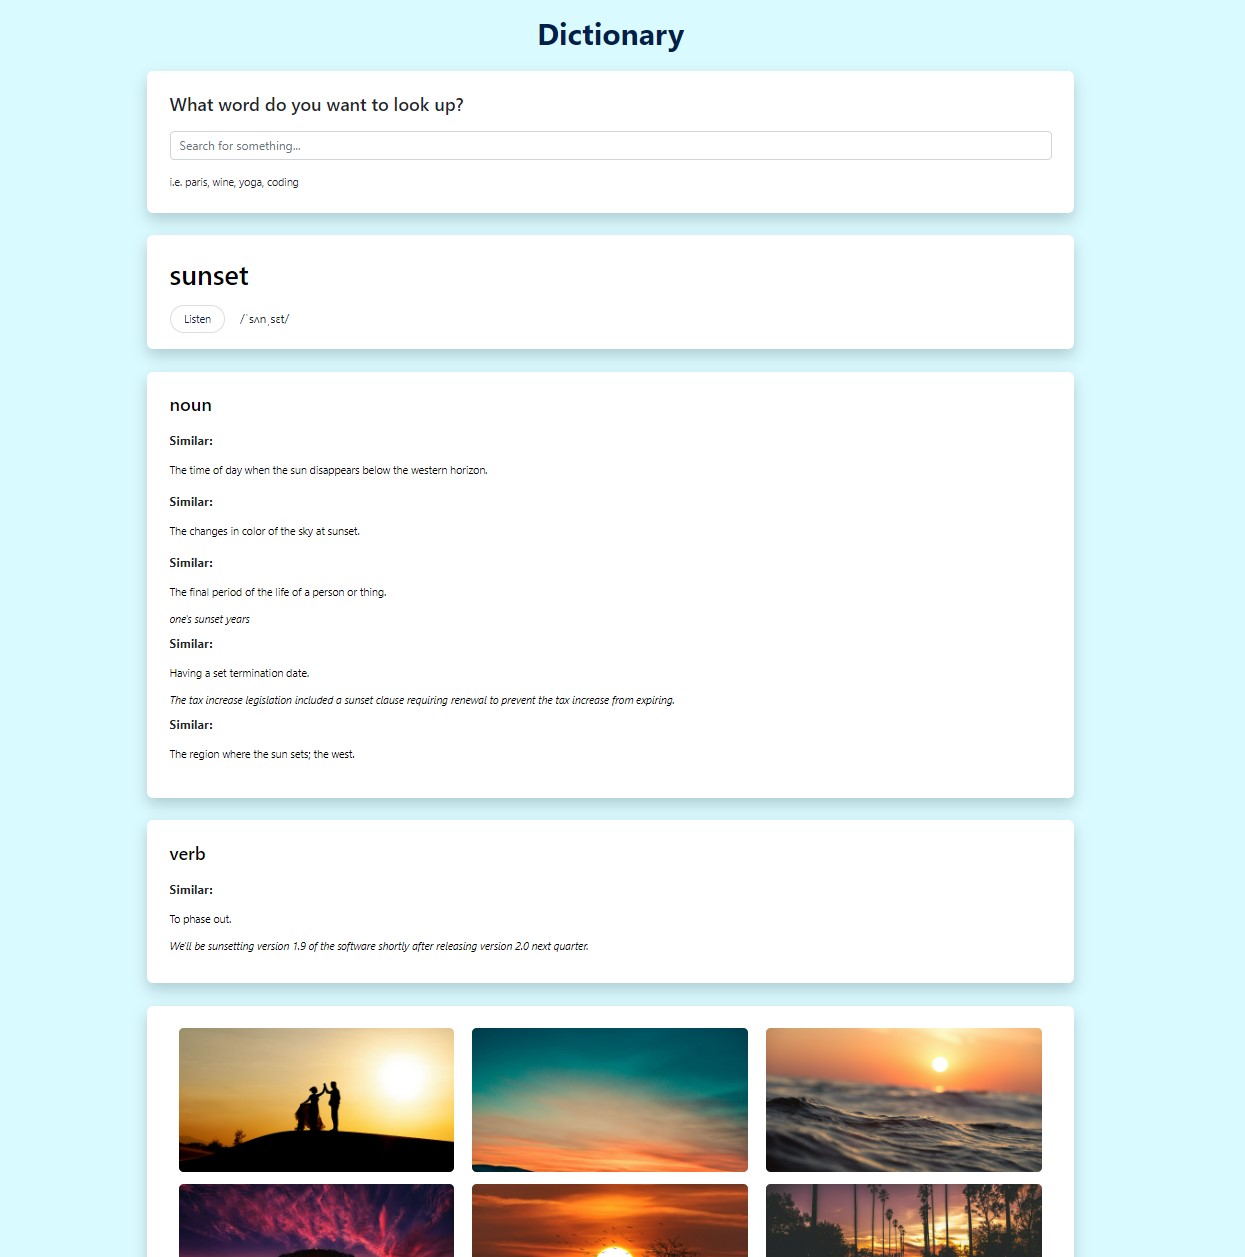 Dictionary
What word do you want to look up?
Search for something...
i.e. paris, wine, yoga, coding
sunset
Listen /ˈsʌnˌsɛt/
noun
Similar:
The time of day when the sun disappears below the western horizon.
Similar:
The changes in color of the sky at sunset.
Similar:
The final period of the life of a person or thing.
one's sunset years
Similar:
Having a set termination date.
The tax increase legislation included a sunset clause requiring renewal to prevent the tax increase from expiring.
Similar:
The region where the sun sets; the west.
verb
Similar:
To phase out.
We'll be sunsetting version 1.9 of the software shortly after releasing version 2.0 next quarter.